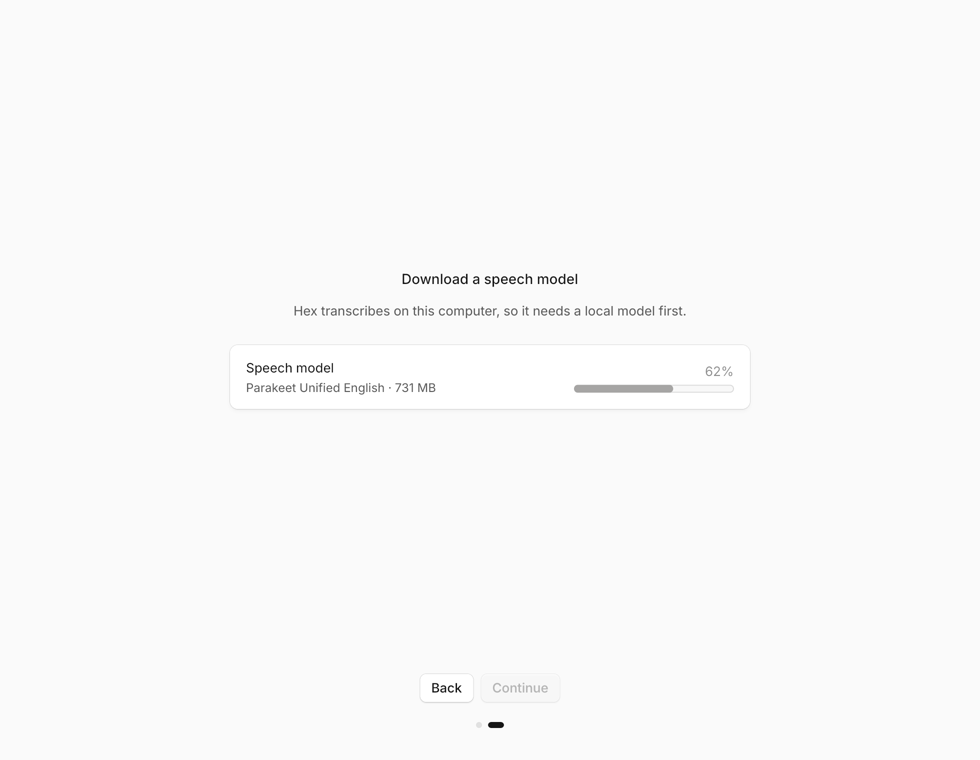 Download a speech model
Hex transcribes on this computer, so it needs a local model first.
Speech model
62%
Parakeet Unified English · 731 MB
Back
Continue